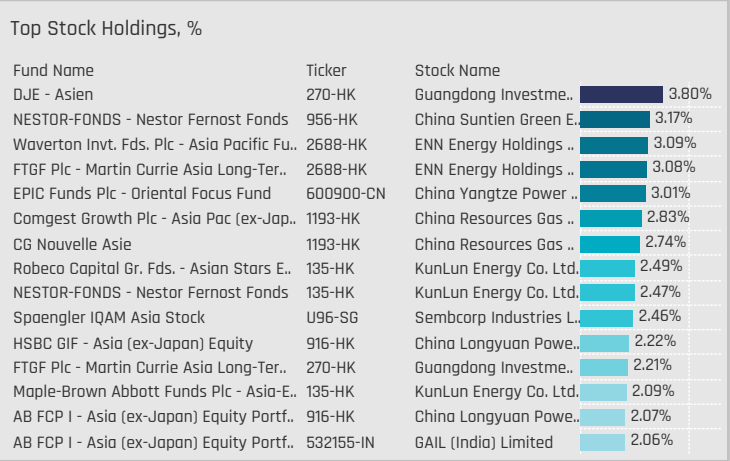 Top Stock Holdings, %
Fund Name Ticker Stock Name
DJE - Asien 270-HK Guangdong Investme.. 3.80%
NESTOR-FONDS - Nestor Fernost Fonds 956-HK China Suntien Green E.. 3.17%
Waverton Invt. Fds. Plc - Asia Pacific Fu.. 2688-HK ENN Energy Holdings .. 3.09%
FTGF Plc - Martin Currie Asia Long-Ter.. 2688-HK ENN Energy Holdings .. 3.08%
EPIC Funds Plc - Oriental Focus Fund 600900-CN China Yangtze Power .. 3.01%
Comgest Growth Plc - Asia Pac (ex-Jap.. 1193-HK China Resources Gas .. 2.83%
CG Nouvelle Asie 1193-HK China Resources Gas .. 2.74%
Robeco Capital Gr. Fds. - Asian Stars E.. 135-HK KunLun Energy Co. Ltd. 2.49%
NESTOR-FONDS - Nestor Fernost Fonds 135-HK KunLun Energy Co. Ltd. 2.47%
Spaengler IQAM Asia Stock U96-SG Sembcorp Industries L.. 2.46%
HSBC GIF - Asia (ex-Japan) Equity 916-HK China Longyuan Powe.. 2.22%
FTGF Plc - Martin Currie Asia Long-Ter.. 270-HK Guangdong Investme.. 2.21%
Maple-Brown Abbott Funds Plc - Asia-E.. 135-HK KunLun Energy Co. Ltd. 2.09%
AB FCP I - Asia (ex-Japan) Equity Portf.. 916-HK China Longyuan Powe.. 2.07%
AB FCP I - Asia (ex-Japan) Equity Portf.. 532155-IN GAIL (India) Limited 2.06%